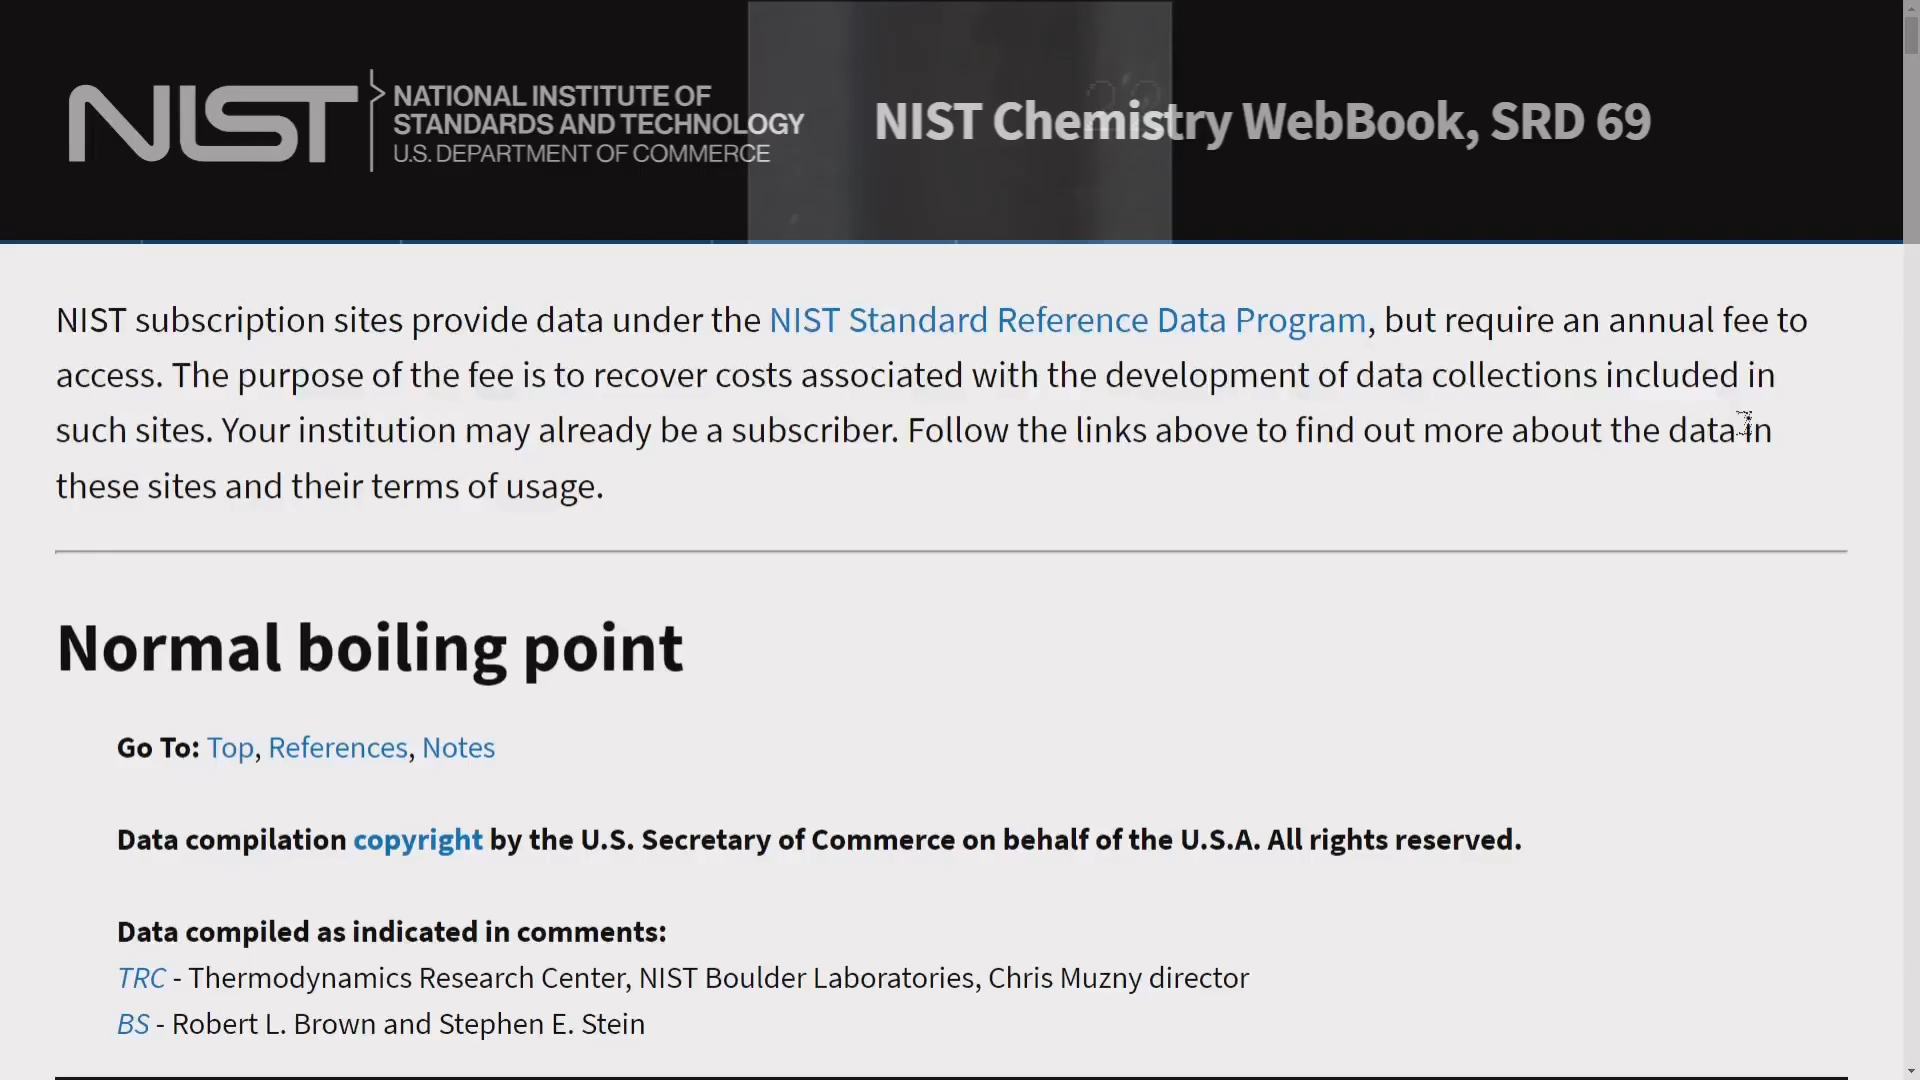 NIST
NATIONAL INSTITUTE OF
STANDARDS AND TECHNOLOGY
U.S. DEPARTMENT OF COMMERCE
NIST Chemistry WebBook, SRD 69
NIST subscription sites provide data under the NIST Standard Reference Data Program, but require an annual fee to
access. The purpose of the fee is to recover costs associated with the development of data collections included in
such sites. Your institution may already be a subscriber. Follow the links above to find out more about the data in
these sites and their terms of usage.
Normal boiling point
Go To: Top, References, Notes
Data compilation copyright by the U.S. Secretary of Commerce on behalf of the U.S.A. All rights reserved.
Data compiled as indicated in comments:
TRC - Thermodynamics Research Center, NIST Boulder Laboratories, Chris Muzny director
BS - Robert L. Brown and Stephen E. Stein